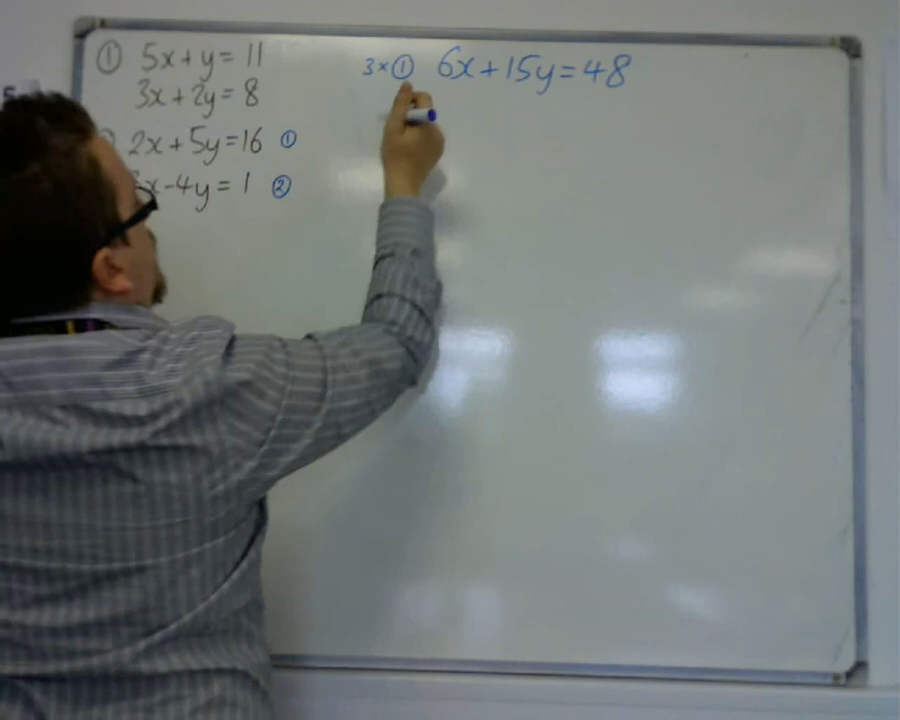 ① 5x + y = 11
3x + 2y = 8
2x + 5y = 16 ①
x - 4y = 1 ②
3 × ① 6x + 15y = 48